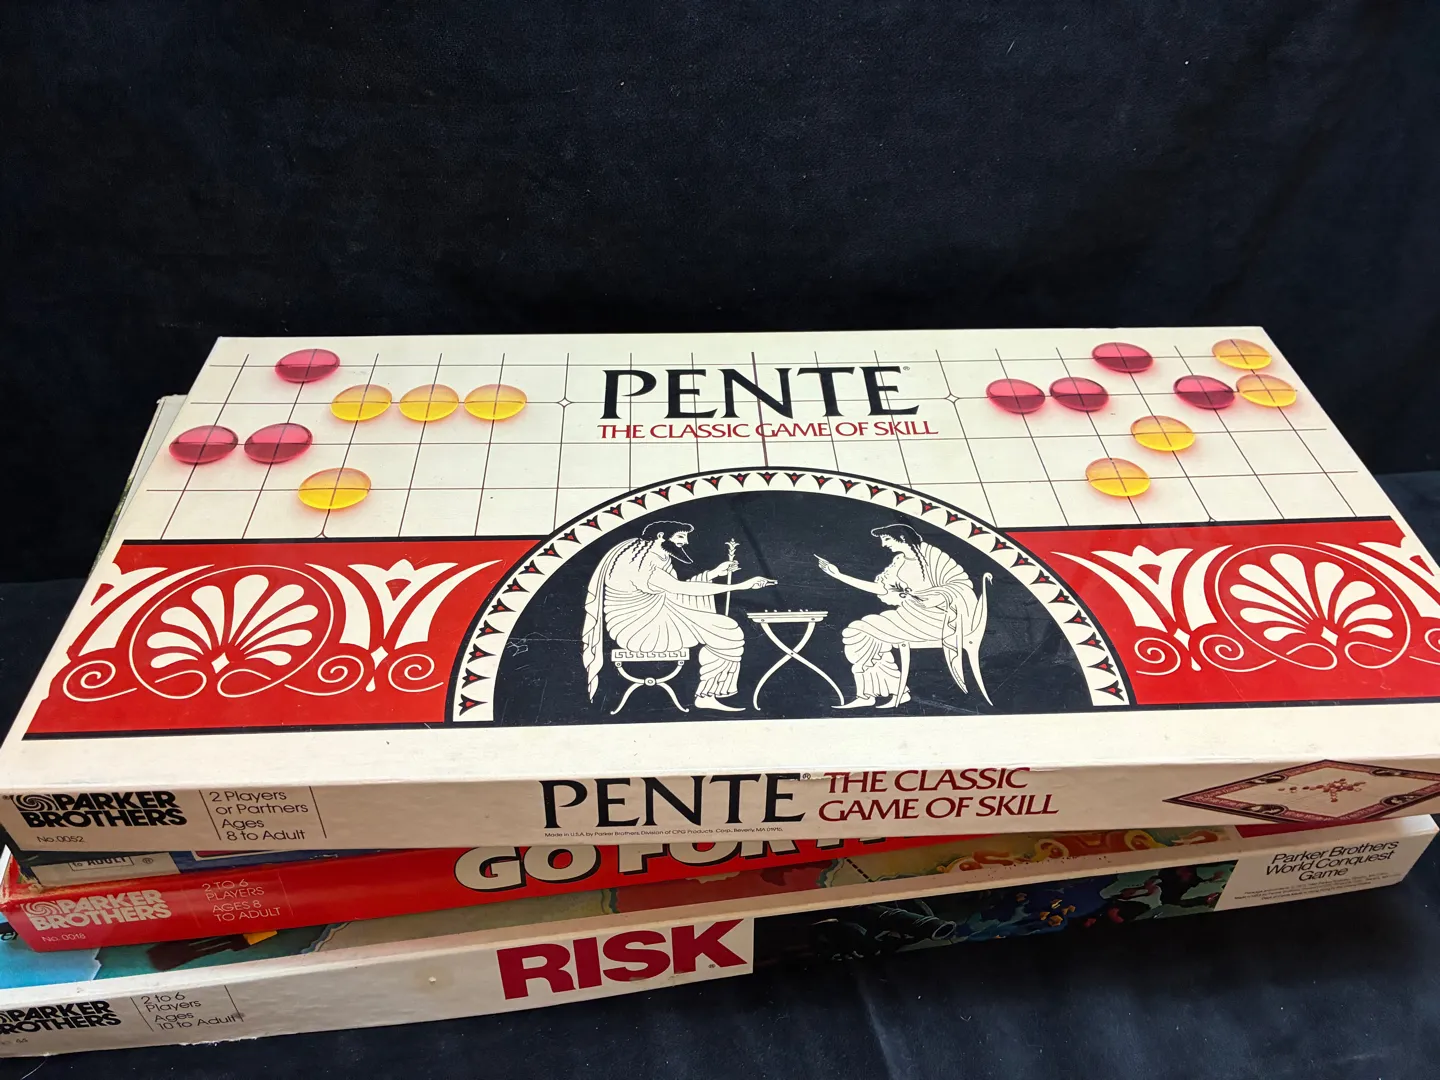 PENTE®
THE CLASSIC GAME OF SKILL
PARKER
BROTHERS
No. 0052
2 Players
or Partners
Ages
8 to Adult
PENTE®
THE CLASSIC
GAME OF SKILL
Made in U.S.A. by Parker Brothers, Division of CPG Products Corp., Beverly, MA 01915.
to ADULT
®
PARKER
BROTHERS
No. 0018
2 TO 6
PLAYERS
AGES 8
TO ADULT
GO FOR IT
PARKER
BROTHERS
2 to 6
Players
Ages
10 to Adult
RISK®
Parker Brothers
World Conquest
Game